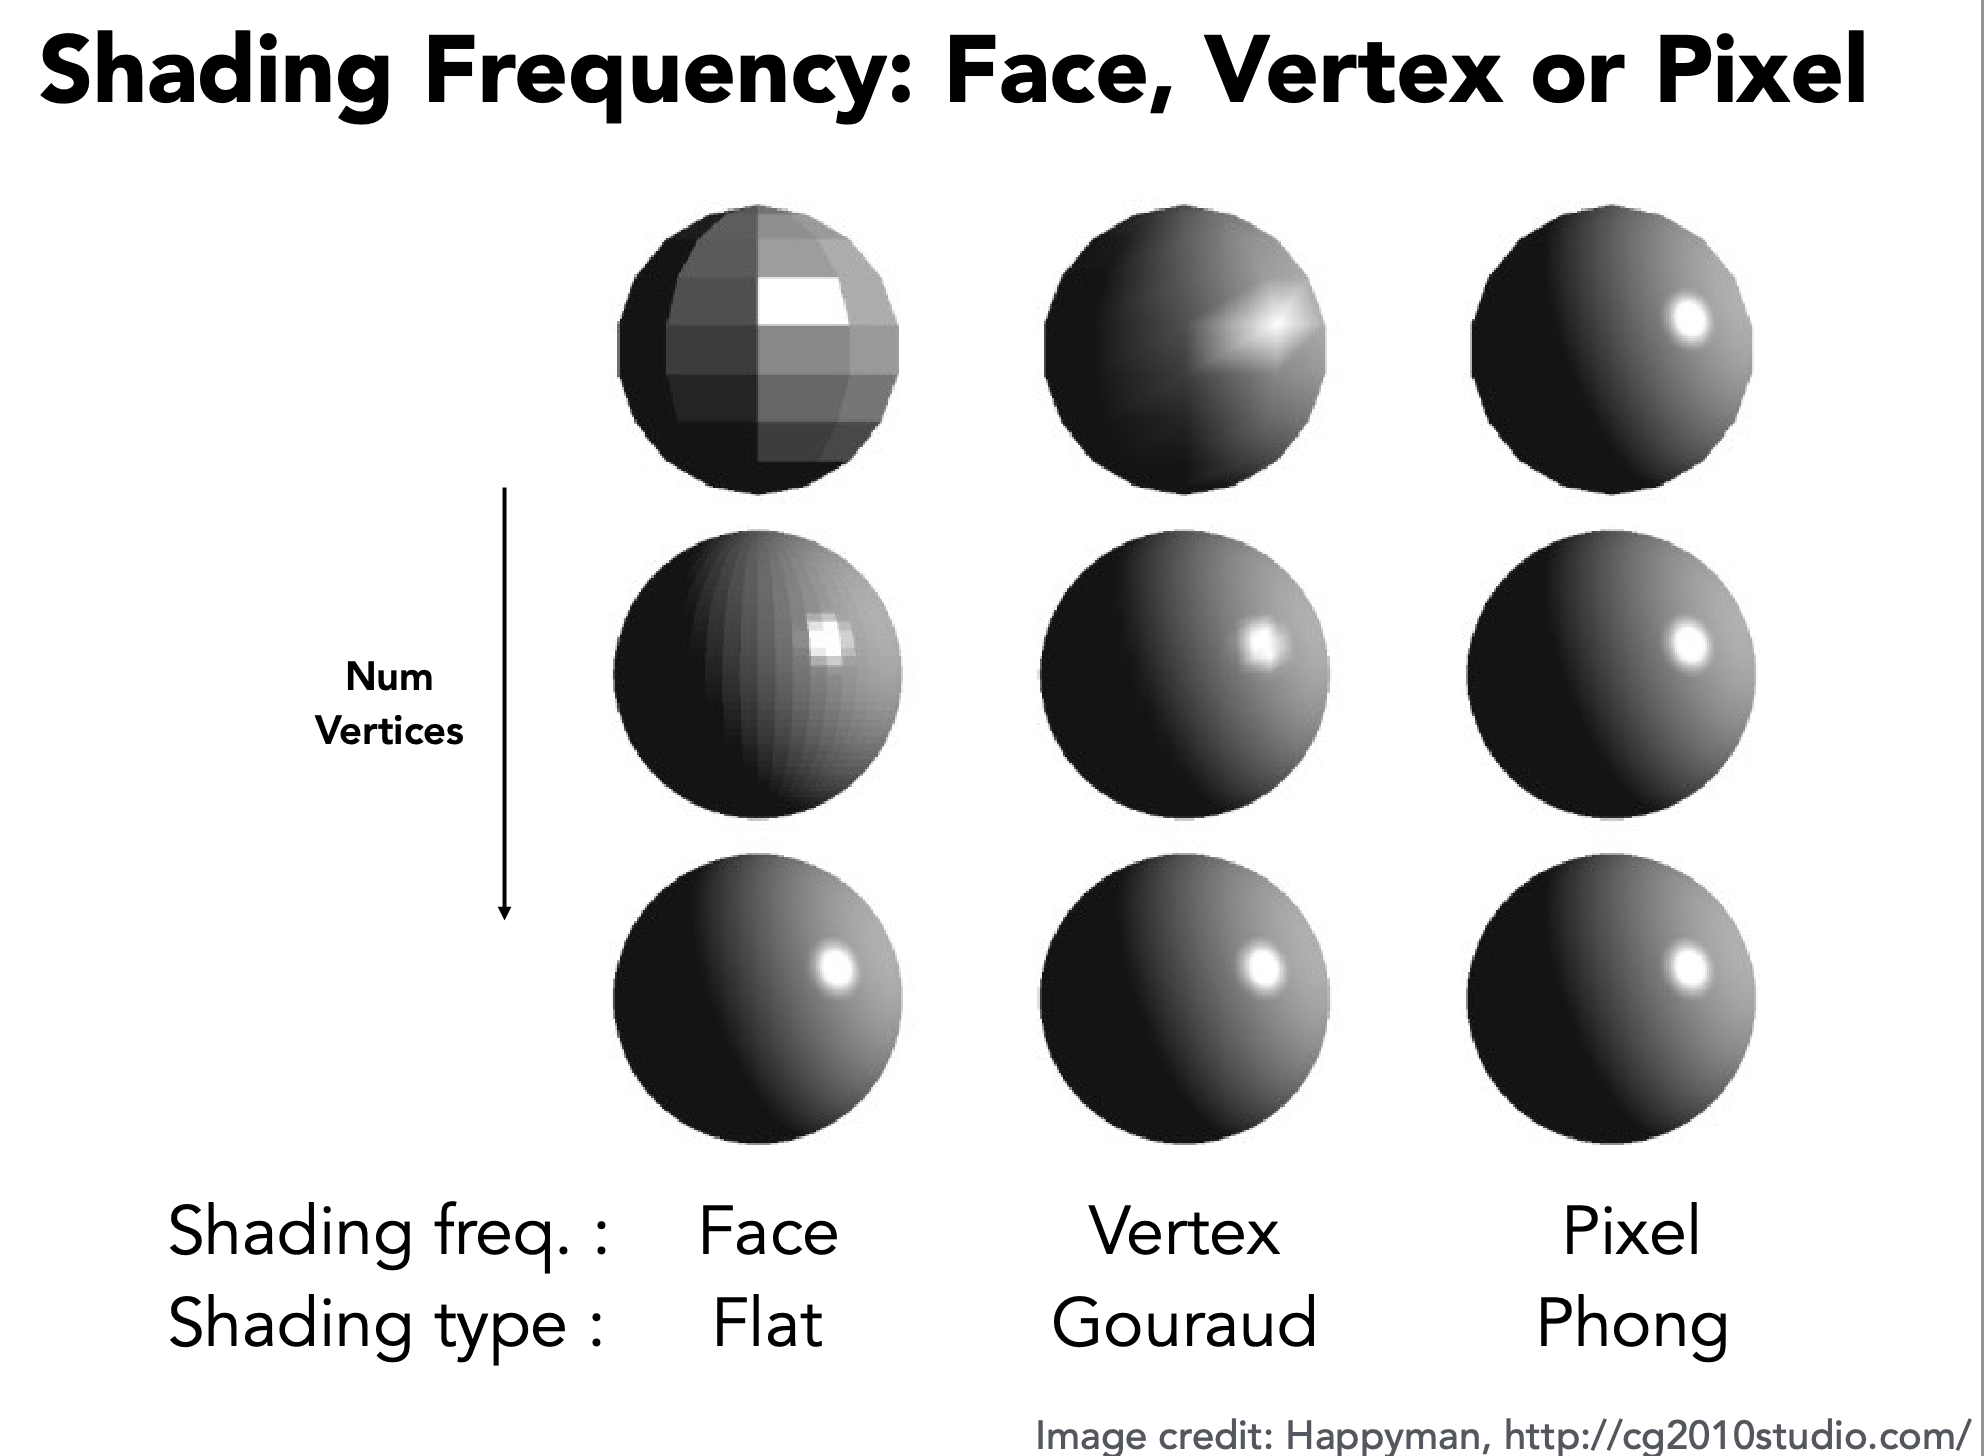 Shading Frequency: Face, Vertex or Pixel
Num
Vertices
Shading freq. : Face Vertex Pixel
Shading type : Flat Gouraud Phong
Image credit: Happyman, http://cg2010studio.com/